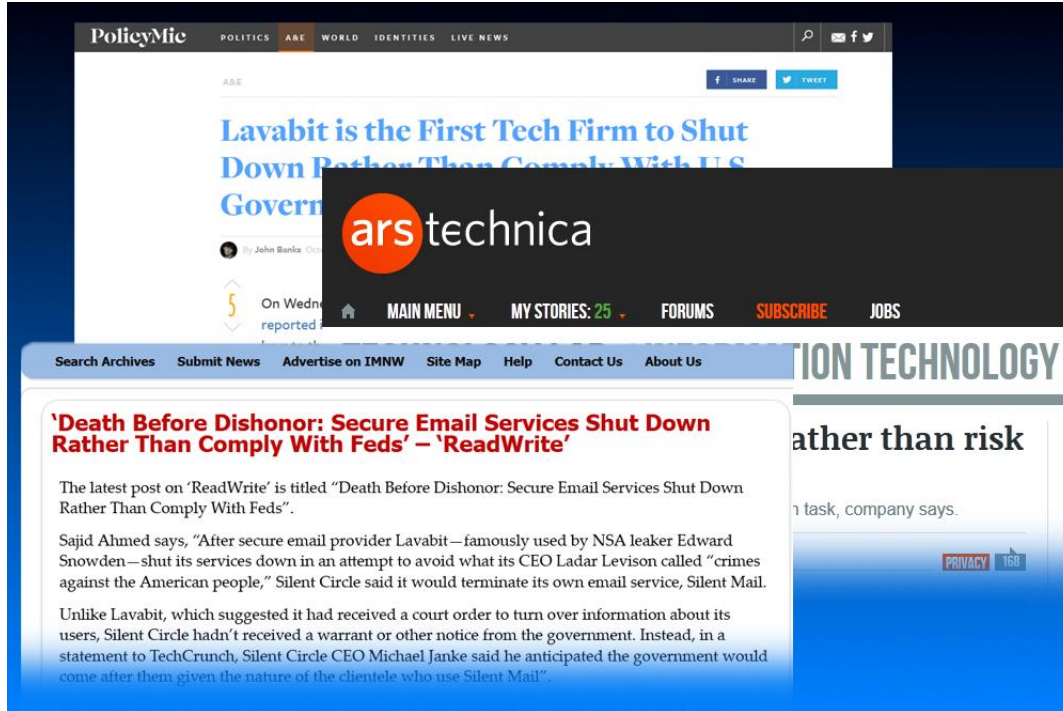 PolicyMic
POLITICS A&E WORLD IDENTITIES LIVE NEWS
A&E
SHARE TWEET
Lavabit is the First Tech Firm to Shut
Down Rather Than Comply With U.S.
Govern
By John Banks
5
On Wedne
reported i
ars technica
MAIN MENU MY STORIES: 25 FORUMS SUBSCRIBE JOBS
TION TECHNOLOGY
ather than risk
n task, company says.
PRIVACY 168
Search Archives Submit News Advertise on IMNW Site Map Help Contact Us About Us
‘Death Before Dishonor: Secure Email Services Shut Down
Rather Than Comply With Feds’ – ‘ReadWrite’
The latest post on ‘ReadWrite’ is titled “Death Before Dishonor: Secure Email Services Shut Down
Rather Than Comply With Feds”.
Sajid Ahmed says, “After secure email provider Lavabit—famously used by NSA leaker Edward
Snowden—shut its services down in an attempt to avoid what its CEO Ladar Levison called “crimes
against the American people,” Silent Circle said it would terminate its own email service, Silent Mail.
Unlike Lavabit, which suggested it had received a court order to turn over information about its
users, Silent Circle hadn’t received a warrant or other notice from the government. Instead, in a
statement to TechCrunch, Silent Circle CEO Michael Janke said he anticipated the government would
come after them given the nature of the clientele who use Silent Mail”.